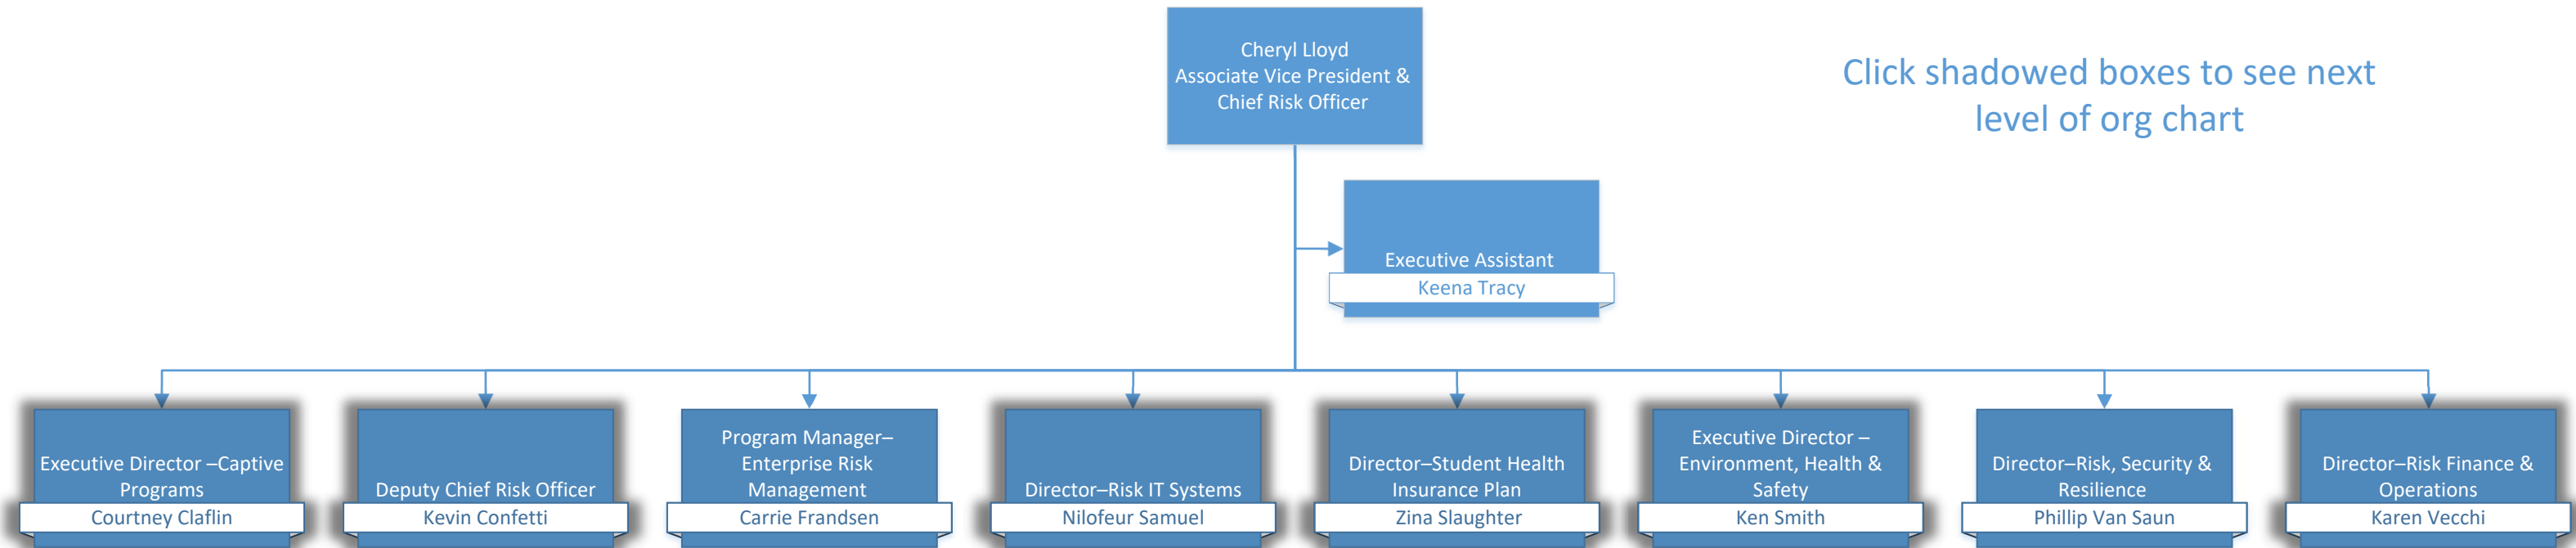 Cheryl Lloyd
Associate Vice President &
Chief Risk Officer
Click shadowed boxes to see next
level of org chart
Executive Assistant
Keena Tracy
Executive Director –Captive
Programs
Courtney Claflin
Deputy Chief Risk Officer
Kevin Confetti
Program Manager–
Enterprise Risk
Management
Carrie Frandsen
Director–Risk IT Systems
Nilofeur Samuel
Director–Student Health
Insurance Plan
Zina Slaughter
Executive Director –
Environment, Health &
Safety
Ken Smith
Director–Risk, Security &
Resilience
Phillip Van Saun
Director–Risk Finance &
Operations
Karen Vecchi